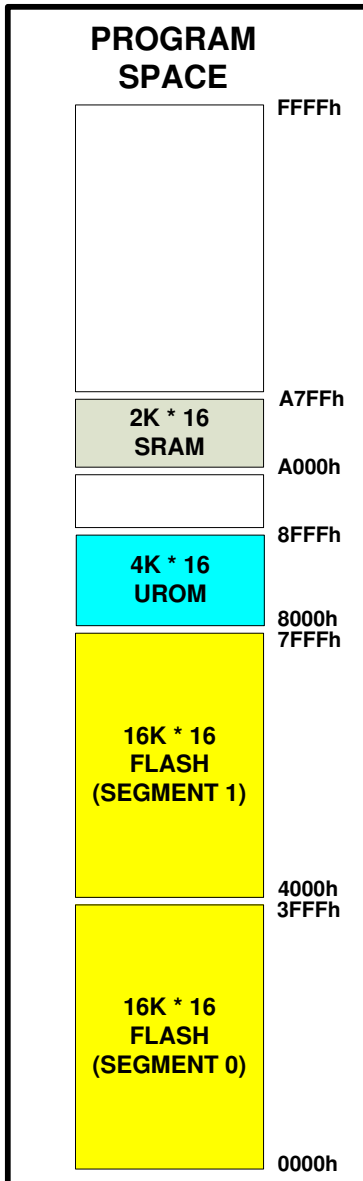 PROGRAM
SPACE
FFFFh
A7FFh
2K * 16
SRAM
A000h
8FFFh
4K * 16
UROM
8000h
7FFFh
16K * 16
FLASH
(SEGMENT 1)
4000h
3FFFh
16K * 16
FLASH
(SEGMENT 0)
0000h